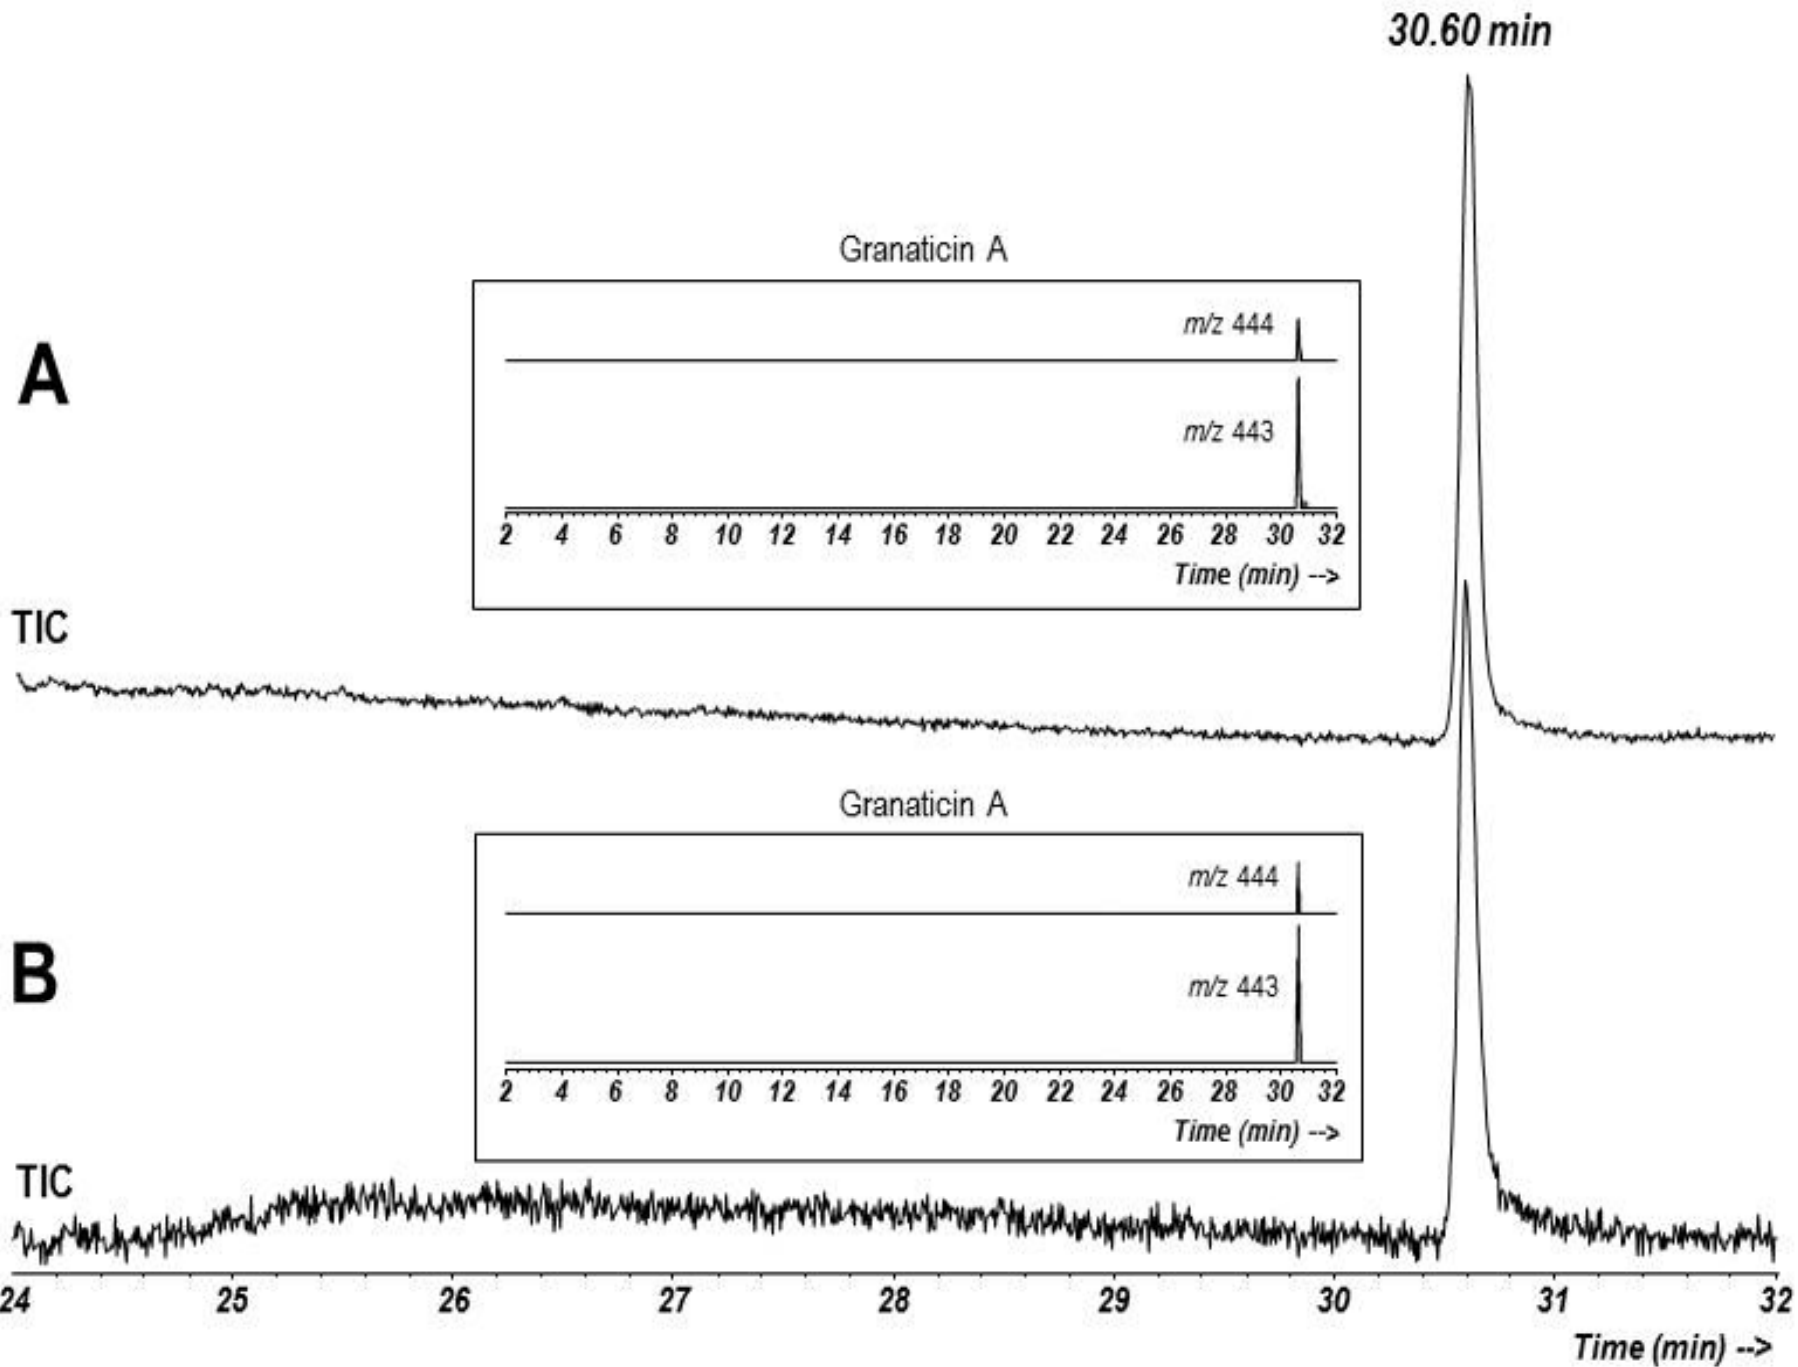 30.60 min
Granaticin A
A
m/z 444
m/z 443
2 4 6 8 10 12 14 16 18 20 22 24 26 28 30 32
Time (min) -->
TIC
Granaticin A
B
m/z 444
m/z 443
2 4 6 8 10 12 14 16 18 20 22 24 26 28 30 32
Time (min) -->
TIC
24 25 26 27 28 29 30 31 32
Time (min) -->